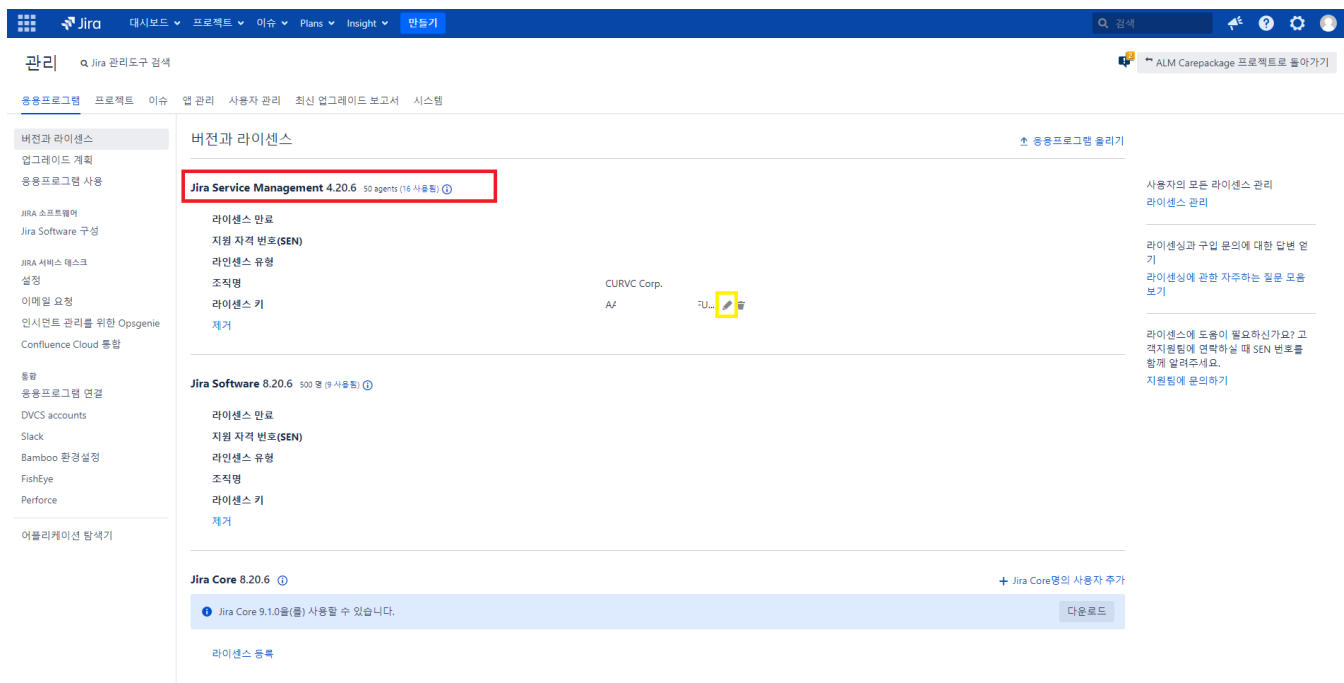 Jira 대시보드 프로젝트 이슈 Plans Insight 만들기 검색
관리 Jira 관리도구 검색 2 ALM Carepackage 프로젝트로 돌아가기
응용프로그램 프로젝트 이슈 앱 관리 사용자 관리 최신 업그레이드 보고서 시스템
버전과 라이센스
업그레이드 계획
응용프로그램 사용
JIRA 소프트웨어
Jira Software 구성
JIRA 서비스 데스크
설정
이메일 요청
인시던트 관리를 위한 Opsgenie
Confluence Cloud 통합
통합
응용프로그램 연결
DVCS accounts
Slack
Bamboo 환경설정
FishEye
Perforce
어플리케이션 탐색기
버전과 라이센스 응용프로그램 올리기
Jira Service Management 4.20.6 50 agents (16 사용됨)
라이센스 만료
지원 자격 번호(SEN)
라인센스 유형
조직명 CURVC Corp.
라이센스 키
제거
Jira Software 8.20.6 500 명 (9 사용됨)
라이센스 만료
지원 자격 번호(SEN)
라인센스 유형
조직명
라이센스 키
제거
Jira Core 8.20.6 + Jira Core명의 사용자 추가
Jira Core 9.1.0을(를) 사용할 수 있습니다. 다운로드
라이센스 등록
사용자의 모든 라이센스 관리
라이센스 관리
라이센싱과 구입 문의에 대한 답변 얻
기
라이센싱에 관한 자주하는 질문 모음
보기
라이센스에 도움이 필요하신가요? 고
객지원팀에 연락하실 때 SEN 번호를
함께 알려주세요.
지원팀에 문의하기